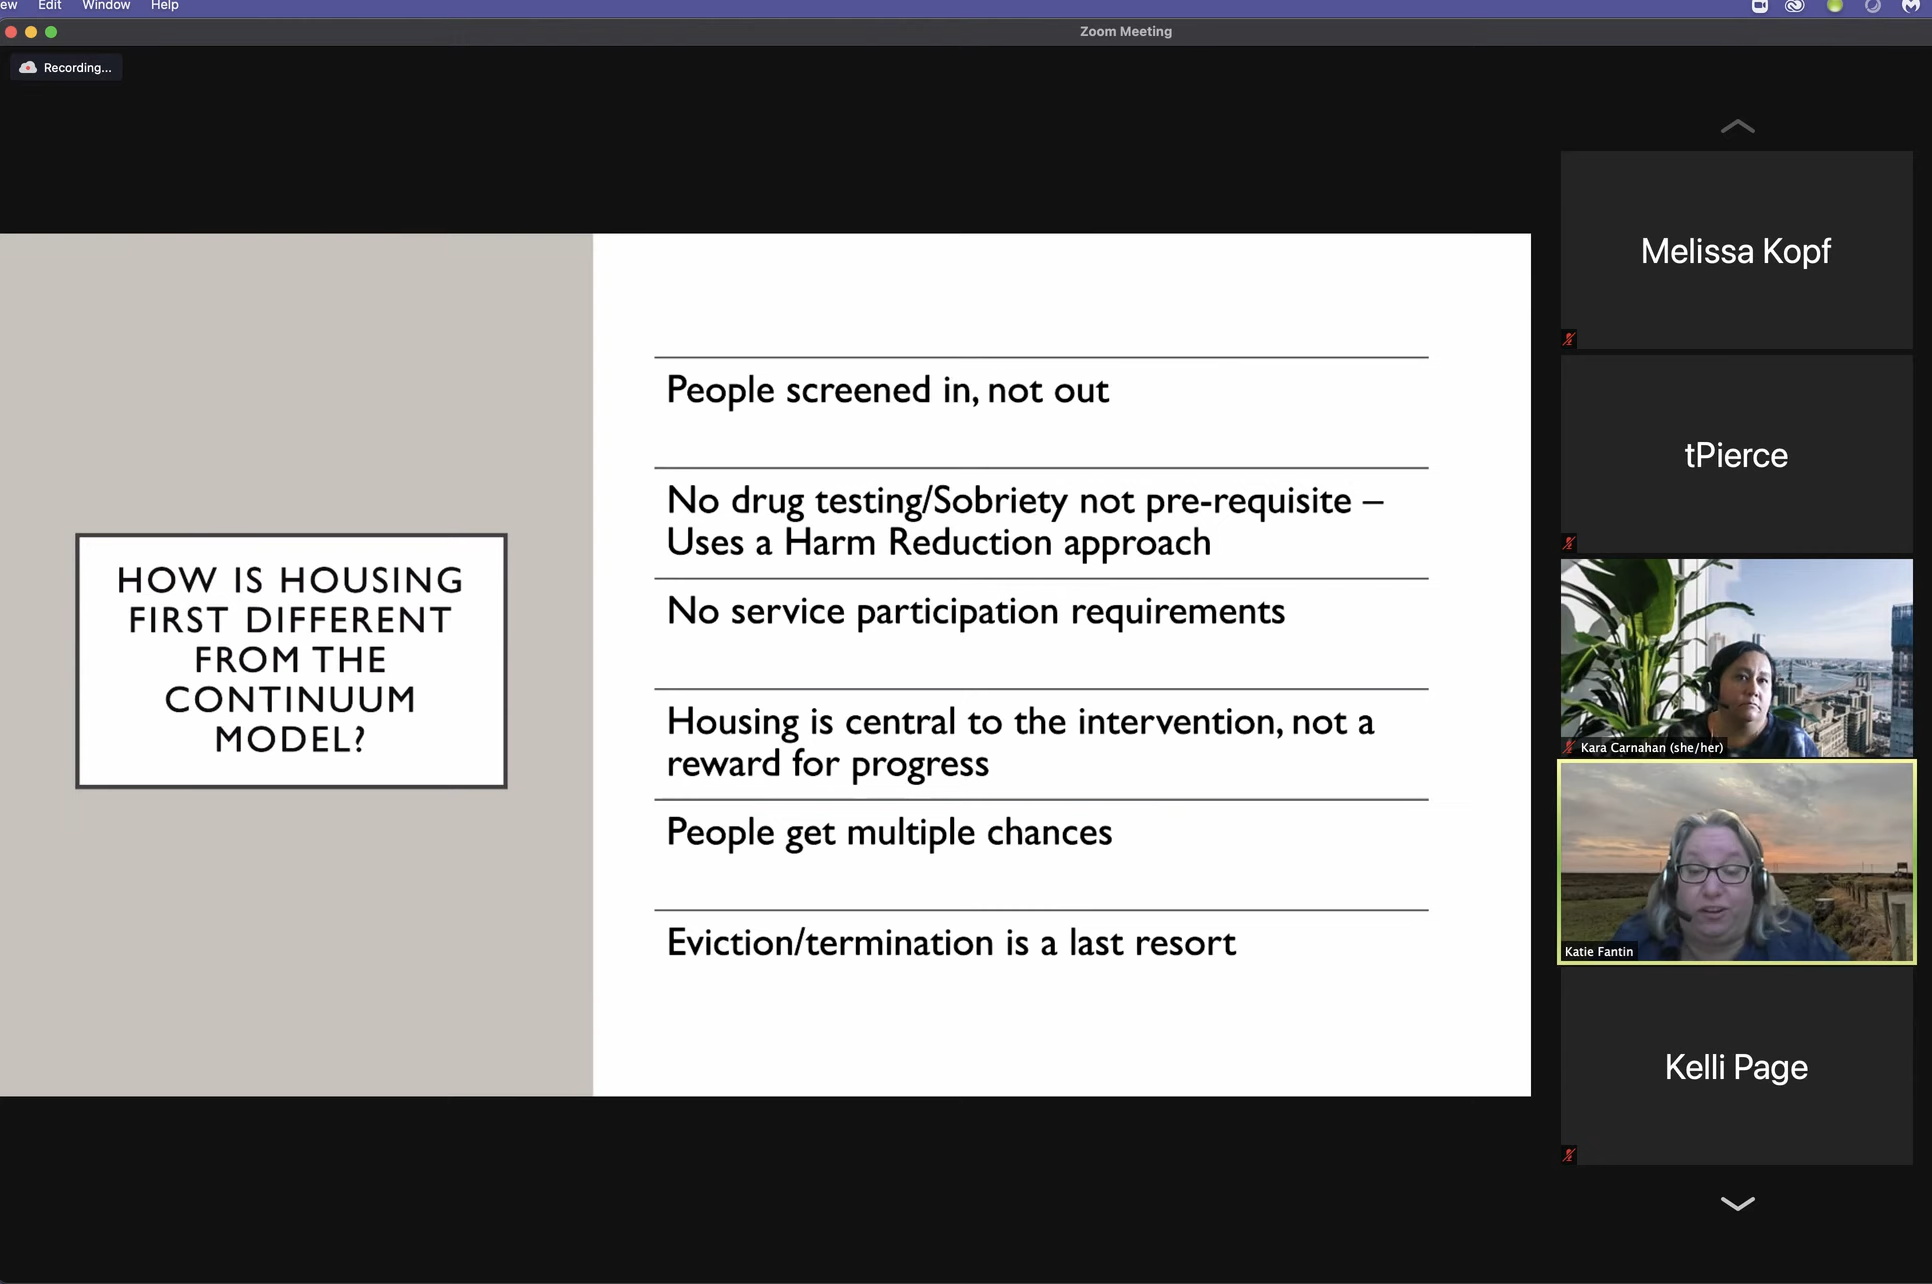 ew Edit Window Help
Zoom Meeting
Recording...
HOW IS HOUSING
FIRST DIFFERENT
FROM THE
CONTINUUM
MODEL?
People screened in, not out
No drug testing/Sobriety not pre-requisite –
Uses a Harm Reduction approach
No service participation requirements
Housing is central to the intervention, not a
reward for progress
People get multiple chances
Eviction/termination is a last resort
Melissa Kopf
tPierce
Kara Carnahan (she/her)
Katie Fantin
Kelli Page